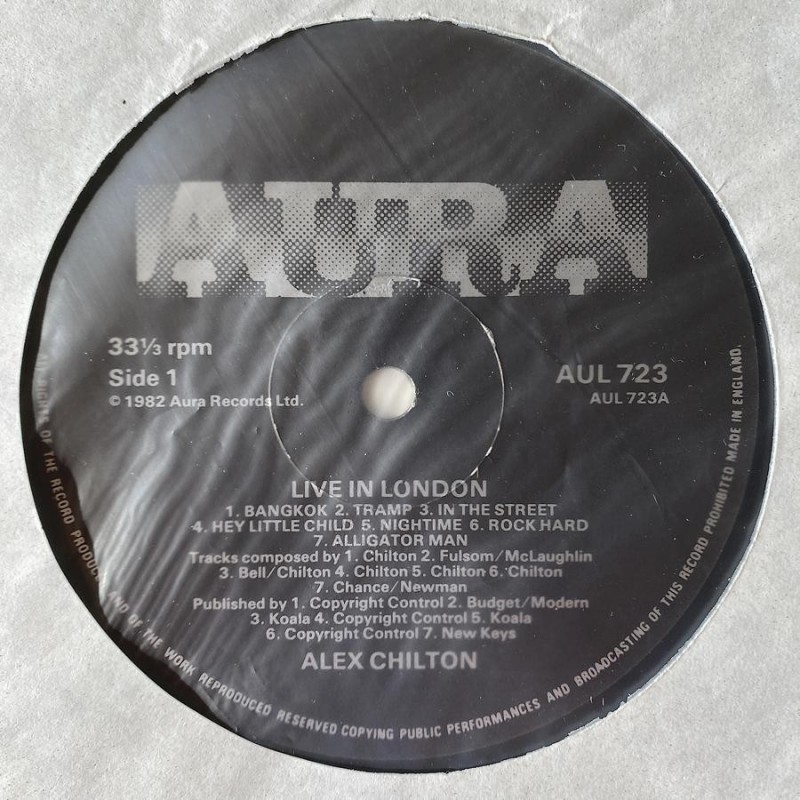 AURA
33⅓ rpm
Side 1
© 1982 Aura Records Ltd.
AUL 723
AUL 723A
LIVE IN LONDON
1. BANGKOK 2. TRAMP 3. IN THE STREET
4. HEY LITTLE CHILD 5. NIGHTIME 6. ROCK HARD
7. ALLIGATOR MAN
Tracks composed by 1. Chilton 2. Fulsom/McLaughlin
3. Bell/Chilton 4. Chilton 5. Chilton 6. Chilton
7. Chance/Newman
Published by 1. Copyright Control 2. Budget/Modern
3. Koala 4. Copyright Control 5. Koala
6. Copyright Control 7. New Keys
ALEX CHILTON
OF THE RECORD AND OF THE WORK REPRODUCED RESERVED COPYING PUBLIC PERFORMANCES AND BROADCASTING OF THIS RECORD PROHIBITED MADE IN ENGLAND.